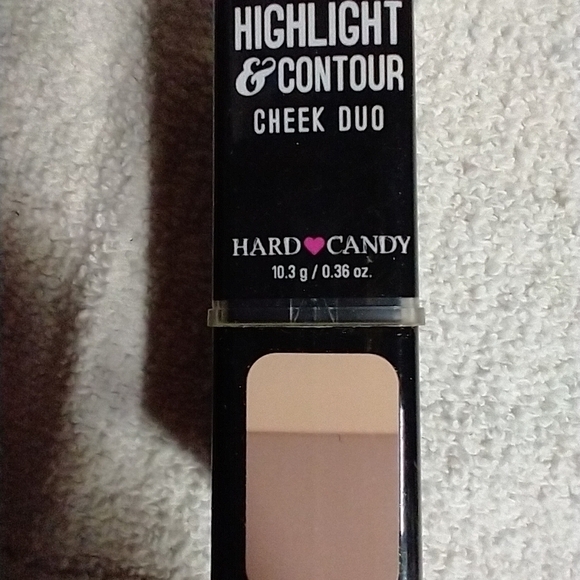 HIGHLIGHT
& CONTOUR
CHEEK DUO
HARD♥CANDY
10.3 g / 0.36 oz.